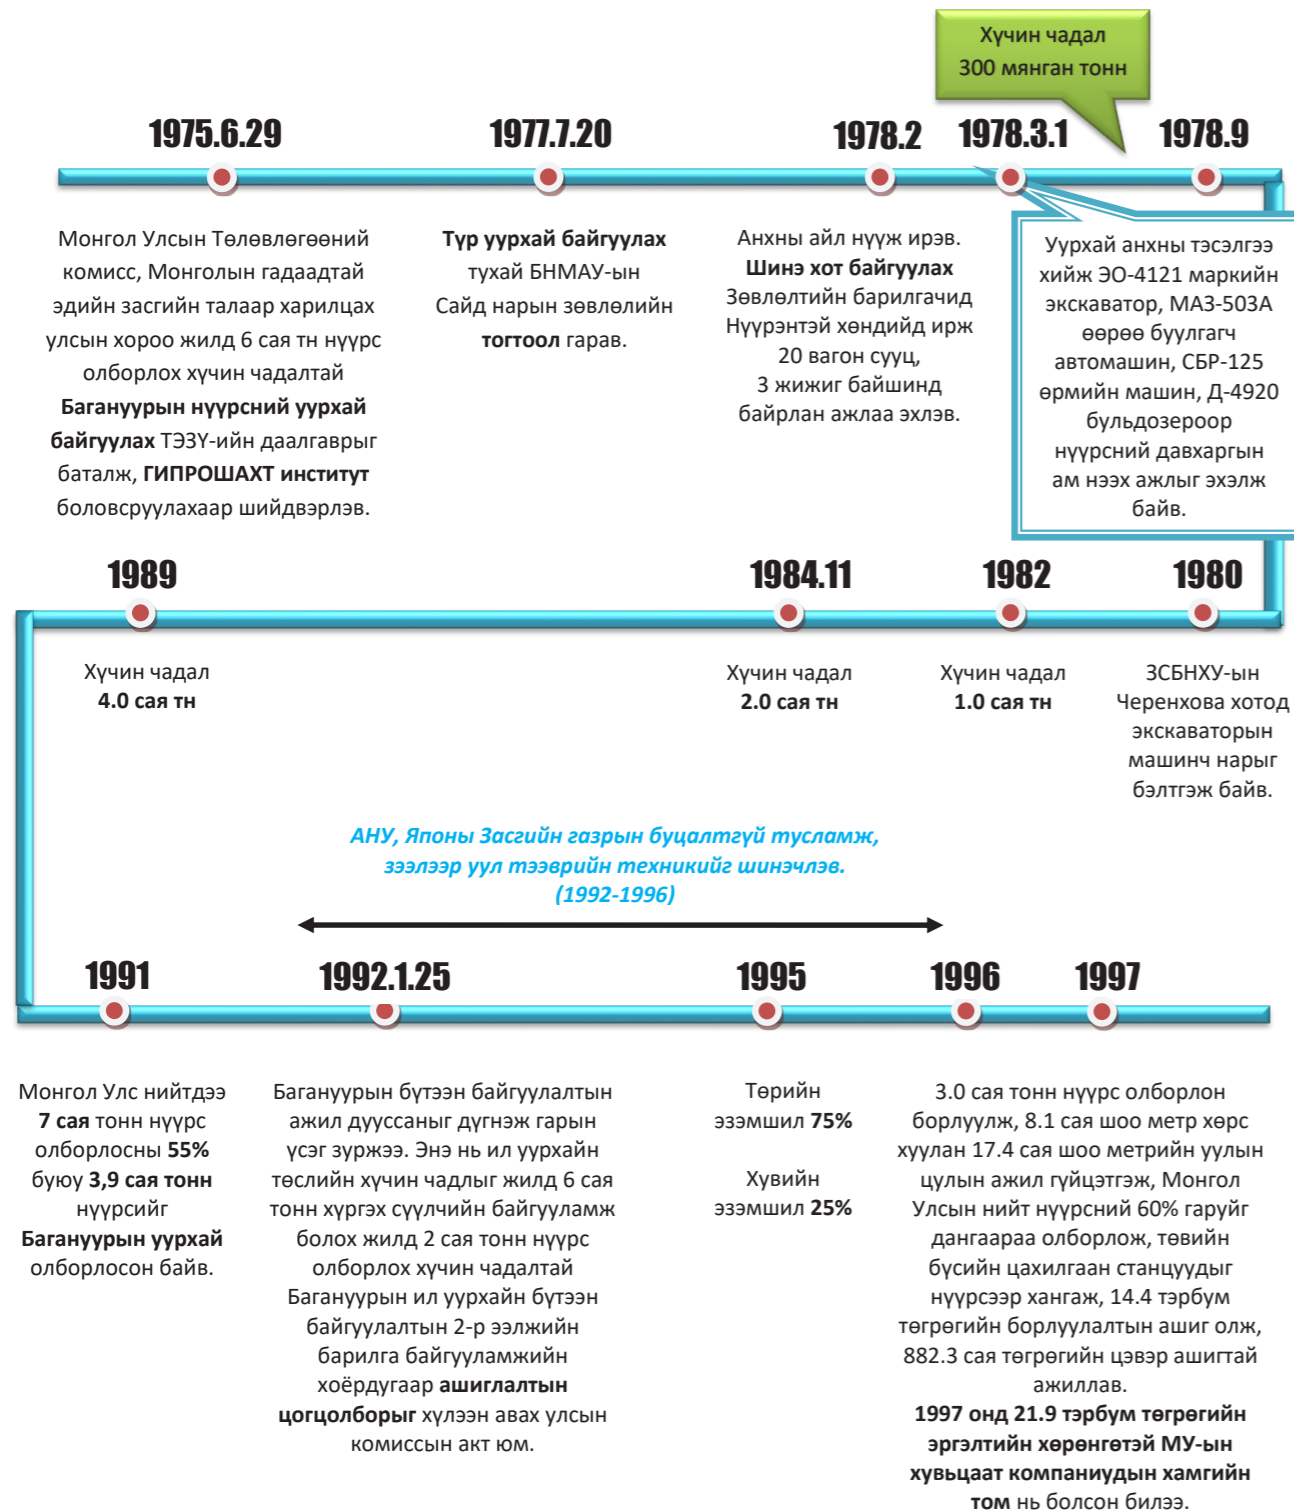 Хүчин чадал
300 мянган тонн
1975.6.29
1977.7.20
1978.2
1978.3.1
1978.9
Монгол Улсын Төлөвлөгөөний
комисс, Монголын гадаадтай
эдийн засгийн талаар харилцах
улсын хороо жилд 6 сая тн нүүрс
олборлох хүчин чадалтай
Багануурын нүүрсний уурхай
байгуулах ТЭЗҮ-ийн даалгаврыг
баталж, ГИПРОШАХТ институт
боловсруулахаар шийдвэрлэв.
Түр уурхай байгуулах
тухай БНМАУ-ын
Сайд нарын зөвлөлийн
тогтоол гарав.
Анхны айл нүүж ирэв.
Шинэ хот байгуулах
Зөвлөлтийн барилгачид
Нүүрэнтэй хөндийд ирж
20 вагон сууц,
3 жижиг байшинд
байрлан ажлаа эхлэв.
Уурхай анхны тэсэлгээ
хийж ЭО-4121 маркийн
экскаватор, МАЗ-503А
өөрөө буулгагч
автомашин, СБР-125
өрмийн машин, Д-4920
бульдозероор
нүүрсний давхаргын
ам нээх ажлыг эхэлж
байв.
1989
1984.11
1982
1980
Хүчин чадал
4.0 сая тн
Хүчин чадал
2.0 сая тн
Хүчин чадал
1.0 сая тн
ЗСБНХУ-ын
Черенхова хотод
экскаваторын
машинч нарыг
бэлтгэж байв.
АНУ, Японы Засгийн газрын буцалтгүй тусламж,
зээлээр уул тээврийн техникийг шинэчлэв.
(1992-1996)
1991
1992.1.25
1995
1996
1997
Монгол Улс нийтдээ
7 сая тонн нүүрс
олборлосны 55%
буюу 3,9 сая тонн
нүүрсийг
Багануурын уурхай
олборлосон байв.
Багануурын бүтээн байгуулалтын
ажил дууссаныг дүгнэж гарын
үсэг зуржээ. Энэ нь ил уурхайн
төслийн хүчин чадлыг жилд 6 сая
тонн хүргэх сүүлчийн байгууламж
болох жилд 2 сая тонн нүүрс
олборлох хүчин чадалтай
Багануурын ил уурхайн бүтээн
байгуулалтын 2-р ээлжийн
барилга байгууламжийн
хоёрдугаар ашиглалтын
цогцолборыг хүлээн авах улсын
комиссын акт юм.
Төрийн
эзэмшил 75%
Хувийн
эзэмшил 25%
3.0 сая тонн нүүрс олборлон
борлуулж, 8.1 сая шоо метр хөрс
хуулан 17.4 сая шоо метрийн уулын
цулын ажил гүйцэтгэж, Монгол
Улсын нийт нүүрсний 60% гаруйг
дангаараа олборлож, төвийн
бүсийн цахилгаан станцуудыг
нүүрсээр хангаж, 14.4 тэрбум
төгрөгийн борлуулалтын ашиг олж,
882.3 сая төгрөгийн цэвэр ашигтай
ажиллав.
1997 онд 21.9 тэрбум төгрөгийн
эргэлтийн хөрөнгөтэй МУ-ын
хувьцаат компаниудын хамгийн
том нь болсон билээ.